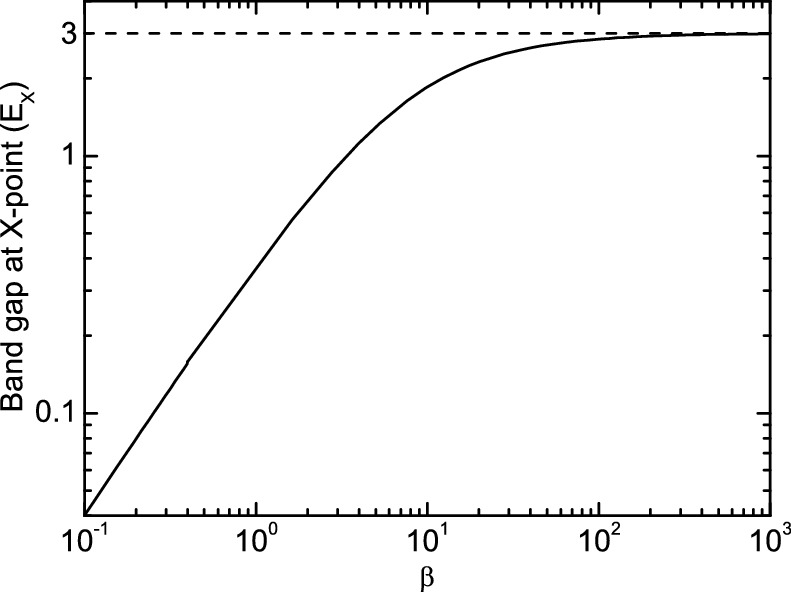 Band gap at X-point (Eₓ)
3
1
0.1
10⁻¹ 10⁰ 10¹ 10² 10³
β